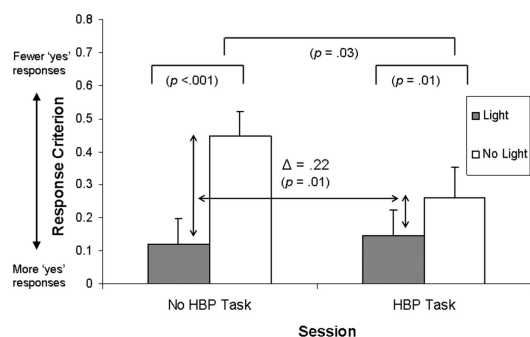 Fewer 'yes'
responses
More 'yes'
responses
Response Criterion
0.8
0.7
0.6
0.5
0.4
0.3
0.2
0.1
0
(p = .03)
(p <.001)
(p = .01)
Δ = .22
(p = .01)
Light
No Light
No HBP Task
HBP Task
Session